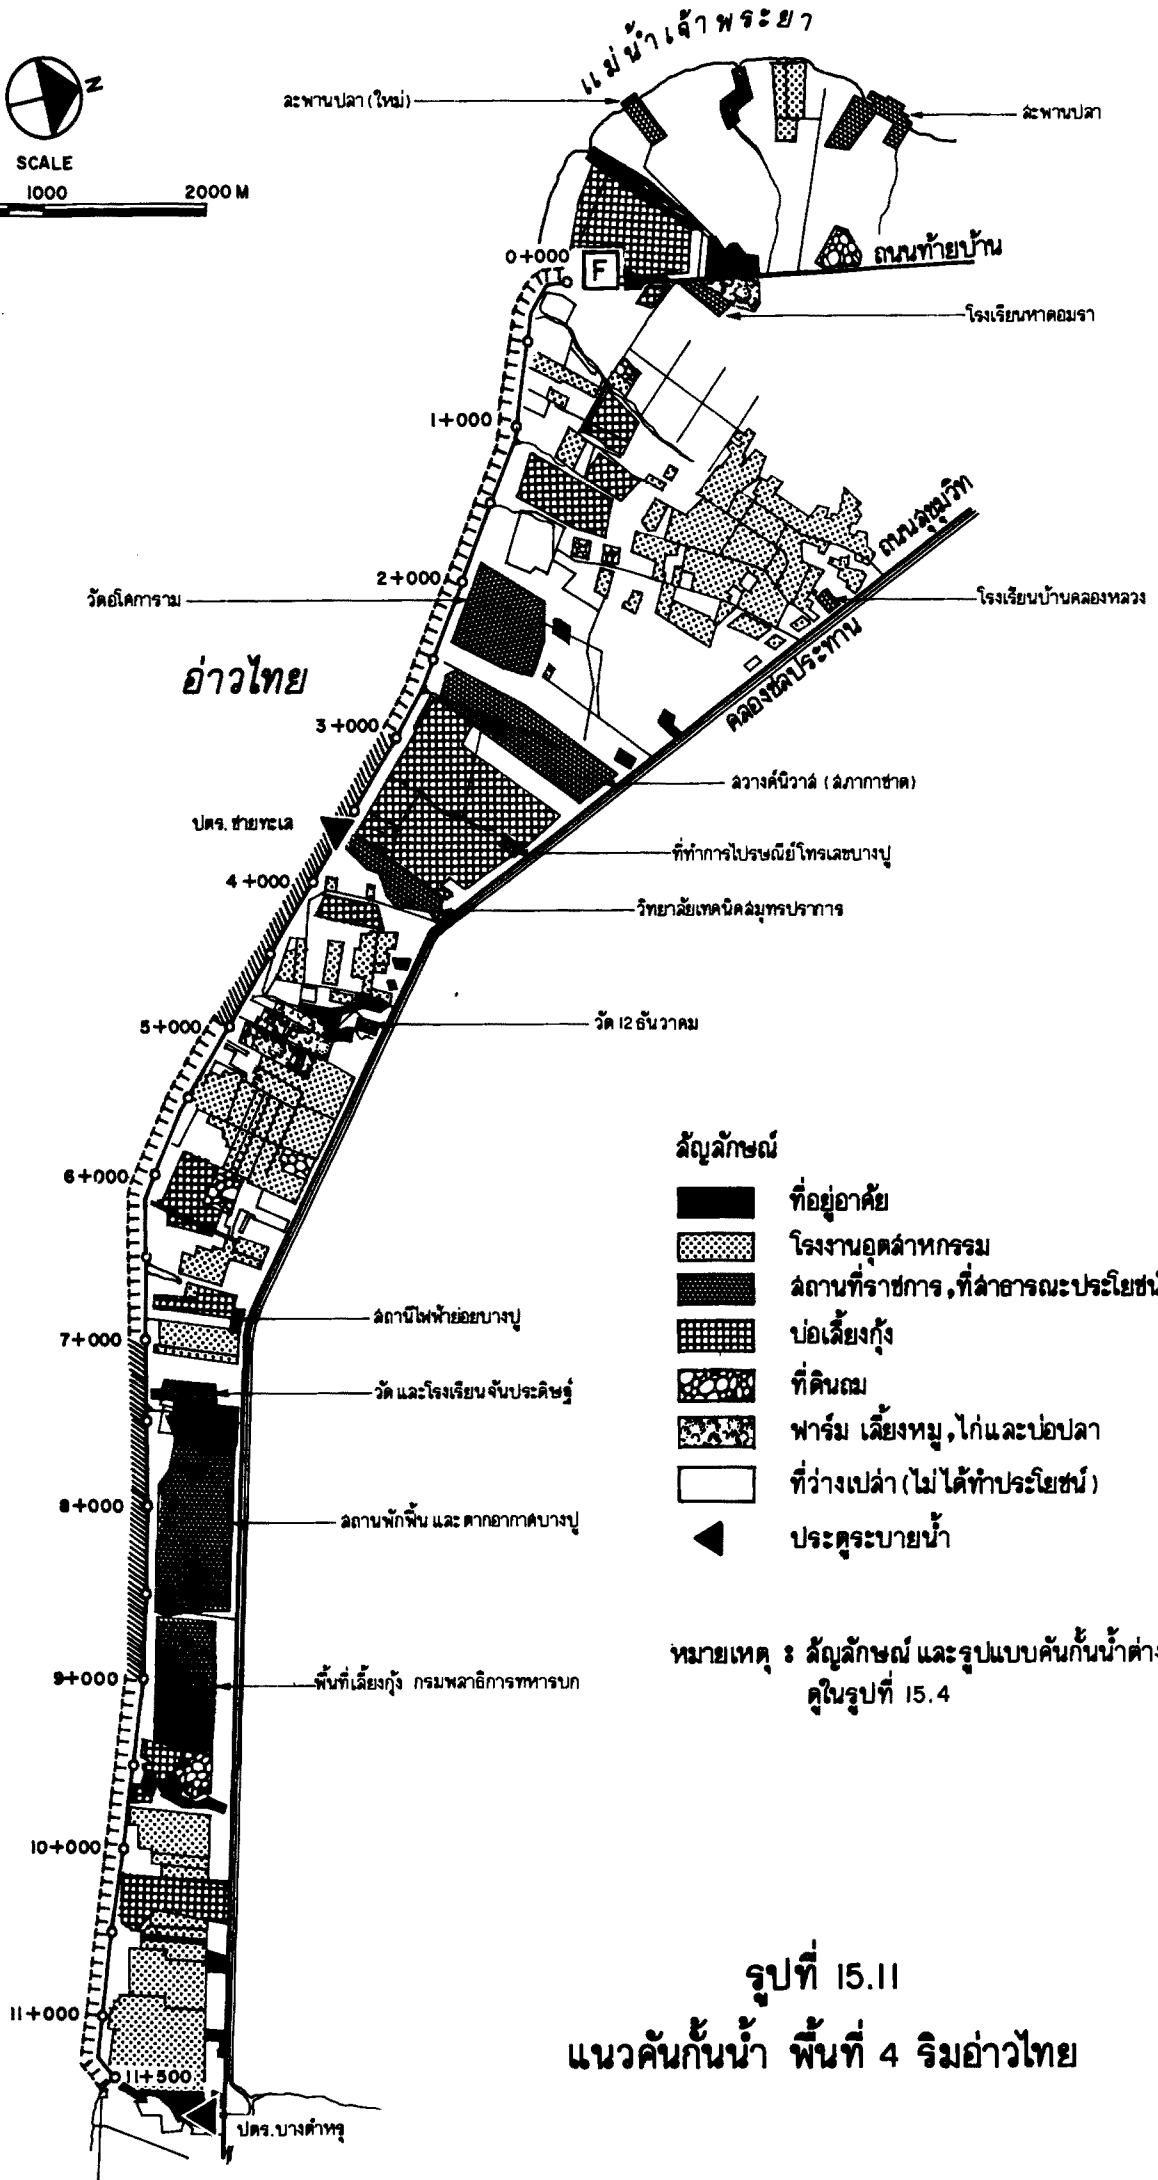 แม่น้ำเจ้าพระยา
N
SCALE
1000 2000 M
สะพานปลา (ใหม่)
สะพานปลา
0+000
F
ถนนท้ายบ้าน
โรงเรียนหาดอมรา
1+000
ถนนสุขุมวิท
2+000
วัดอโศการาม
โรงเรียนบ้านคลองหลวง
คลองชลประทาน
อ่าวไทย
3+000
สวางค์นิวาส (สภากาชาด)
ปตร. ชายทะเล
ที่ทำการไปรษณีย์โทรเลขบางปู
4+000
วิทยาลัยเทคนิคสมุทรปราการ
5+000
วัด 12 ธันวาคม
6+000
สัญลักษณ์
ที่อยู่อาศัย
โรงงานอุตสาหกรรม
สถานที่ราชการ, ที่สาธารณะประโยชน์
บ่อเลี้ยงกุ้ง
ที่ดินถม
ฟาร์ม เลี้ยงหมู, ไก่และบ่อปลา
ที่ว่างเปล่า (ไม่ได้ทำประโยชน์)
ประตูระบายน้ำ
สถานีไฟฟ้าย่อยบางปู
7+000
วัด และโรงเรียนจันประดิษฐ์
8+000
สถานพักฟื้น และตากอากาศบางปู
9+000
พื้นที่เลี้ยงกุ้ง กรมพลาธิการทหารบก
หมายเหตุ : สัญลักษณ์ และรูปแบบคันกั้นน้ำต่าง
ดูในรูปที่ 15.4
10+000
11+000
11+500
ปตร.บางตำหรุ
รูปที่ 15.11
แนวคันกั้นน้ำ พื้นที่ 4 ริมอ่าวไทย